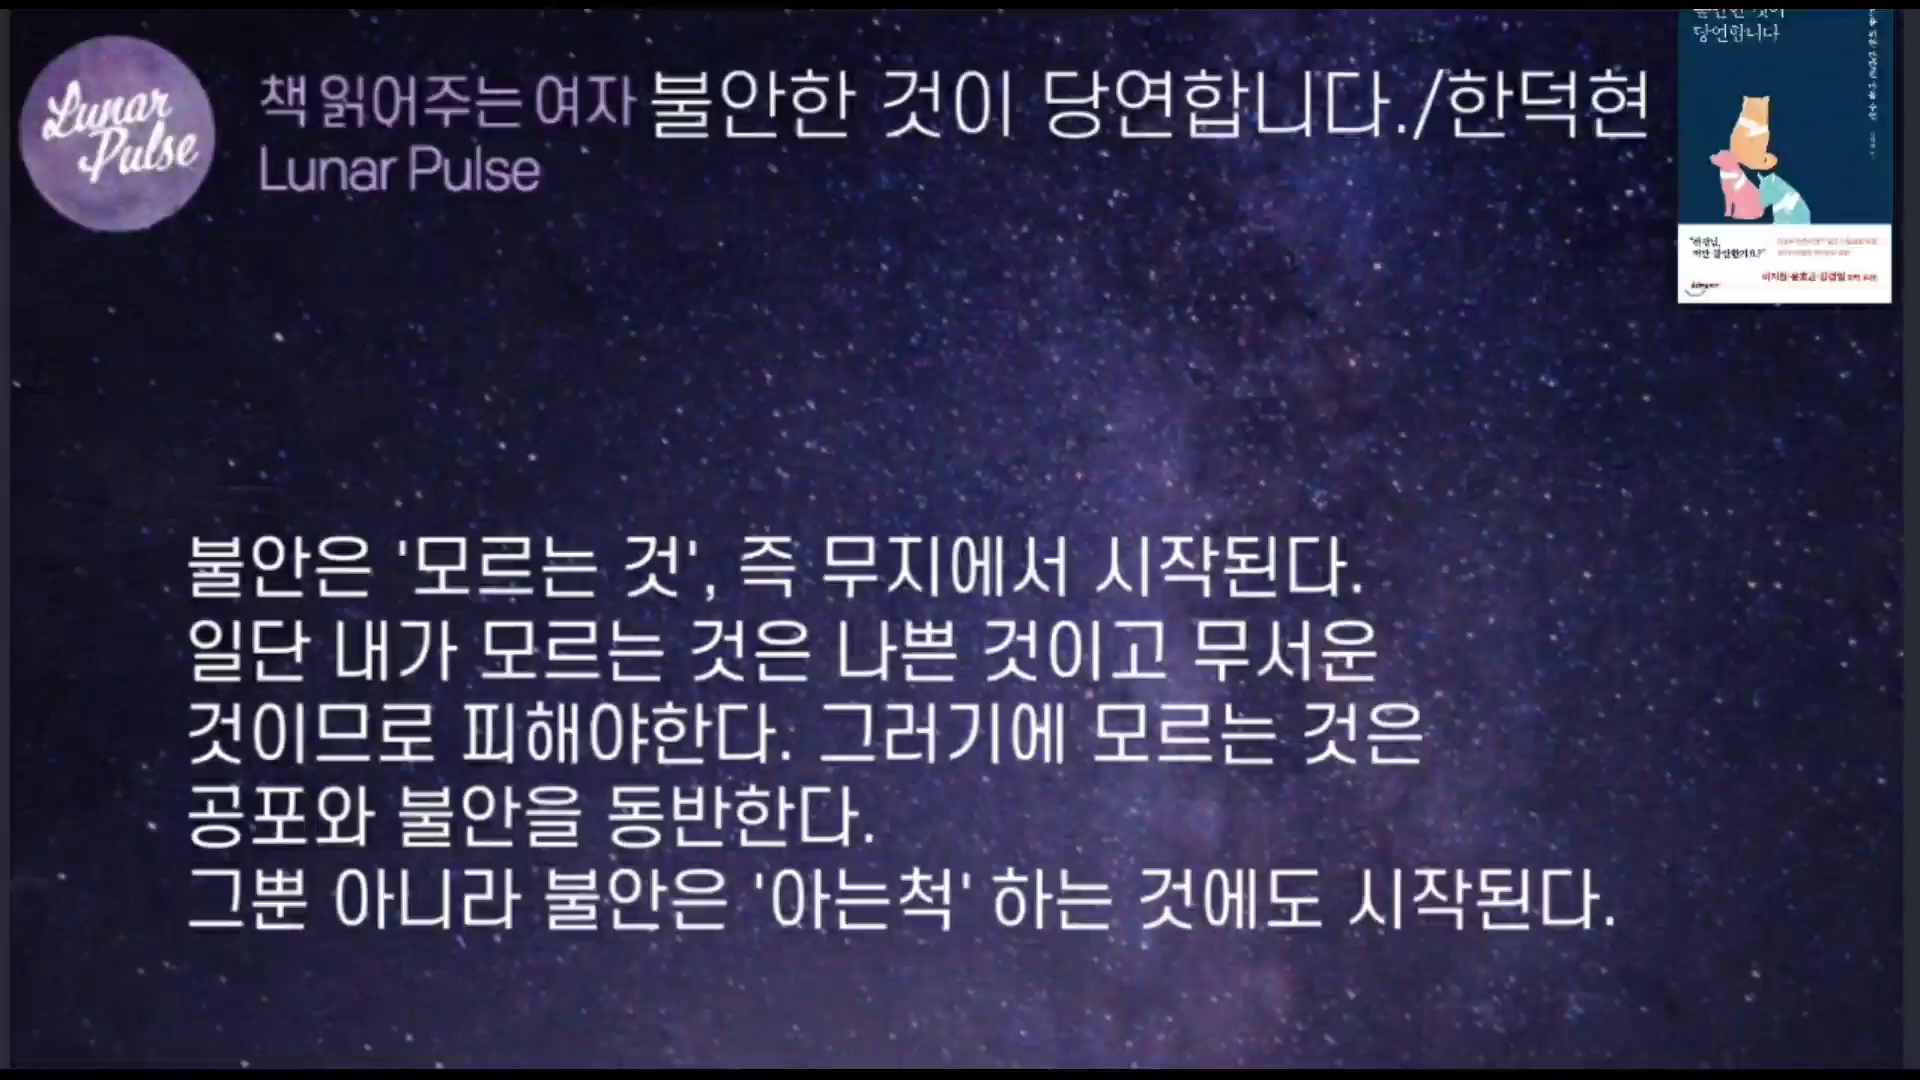 Lunar Pulse
책 읽어주는 여자 불안한 것이 당연합니다./한덕현
Lunar Pulse
당연합니다
불안은 '모르는 것', 즉 무지에서 시작된다.
일단 내가 모르는 것은 나쁜 것이고 무서운
것이므로 피해야한다. 그러기에 모르는 것은
공포와 불안을 동반한다.
그뿐 아니라 불안은 '아는척' 하는 것에도 시작된다.